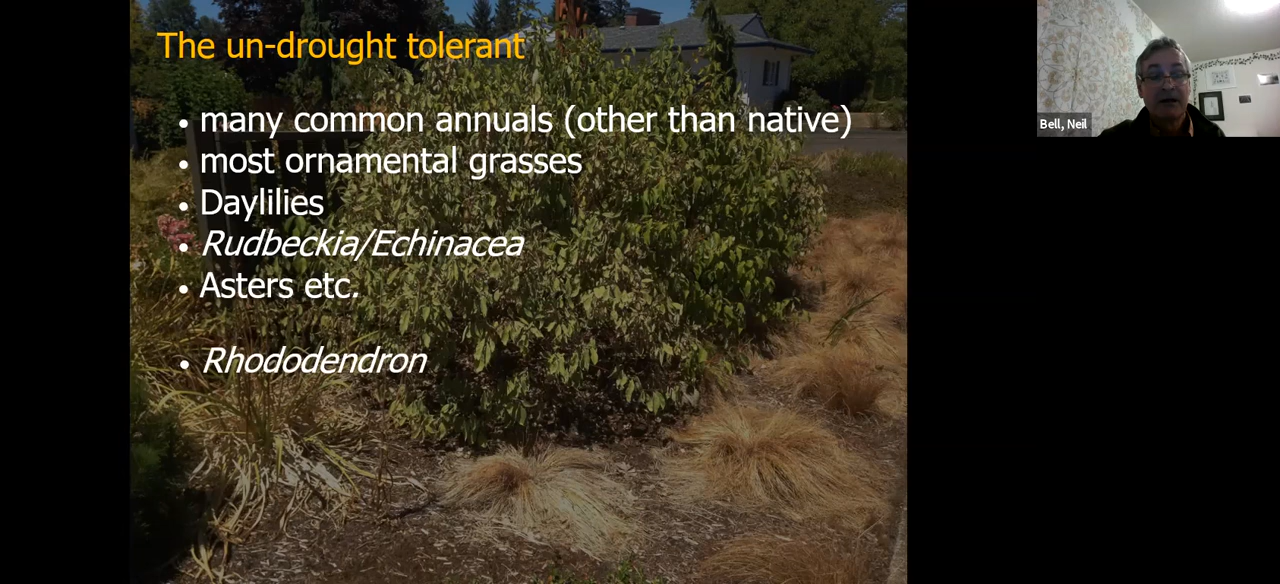 The un-drought tolerant
• many common annuals (other than native)
• most ornamental grasses
• Daylilies
• Rudbeckia/Echinacea
• Asters etc.
• Rhododendron
Bell, Neil